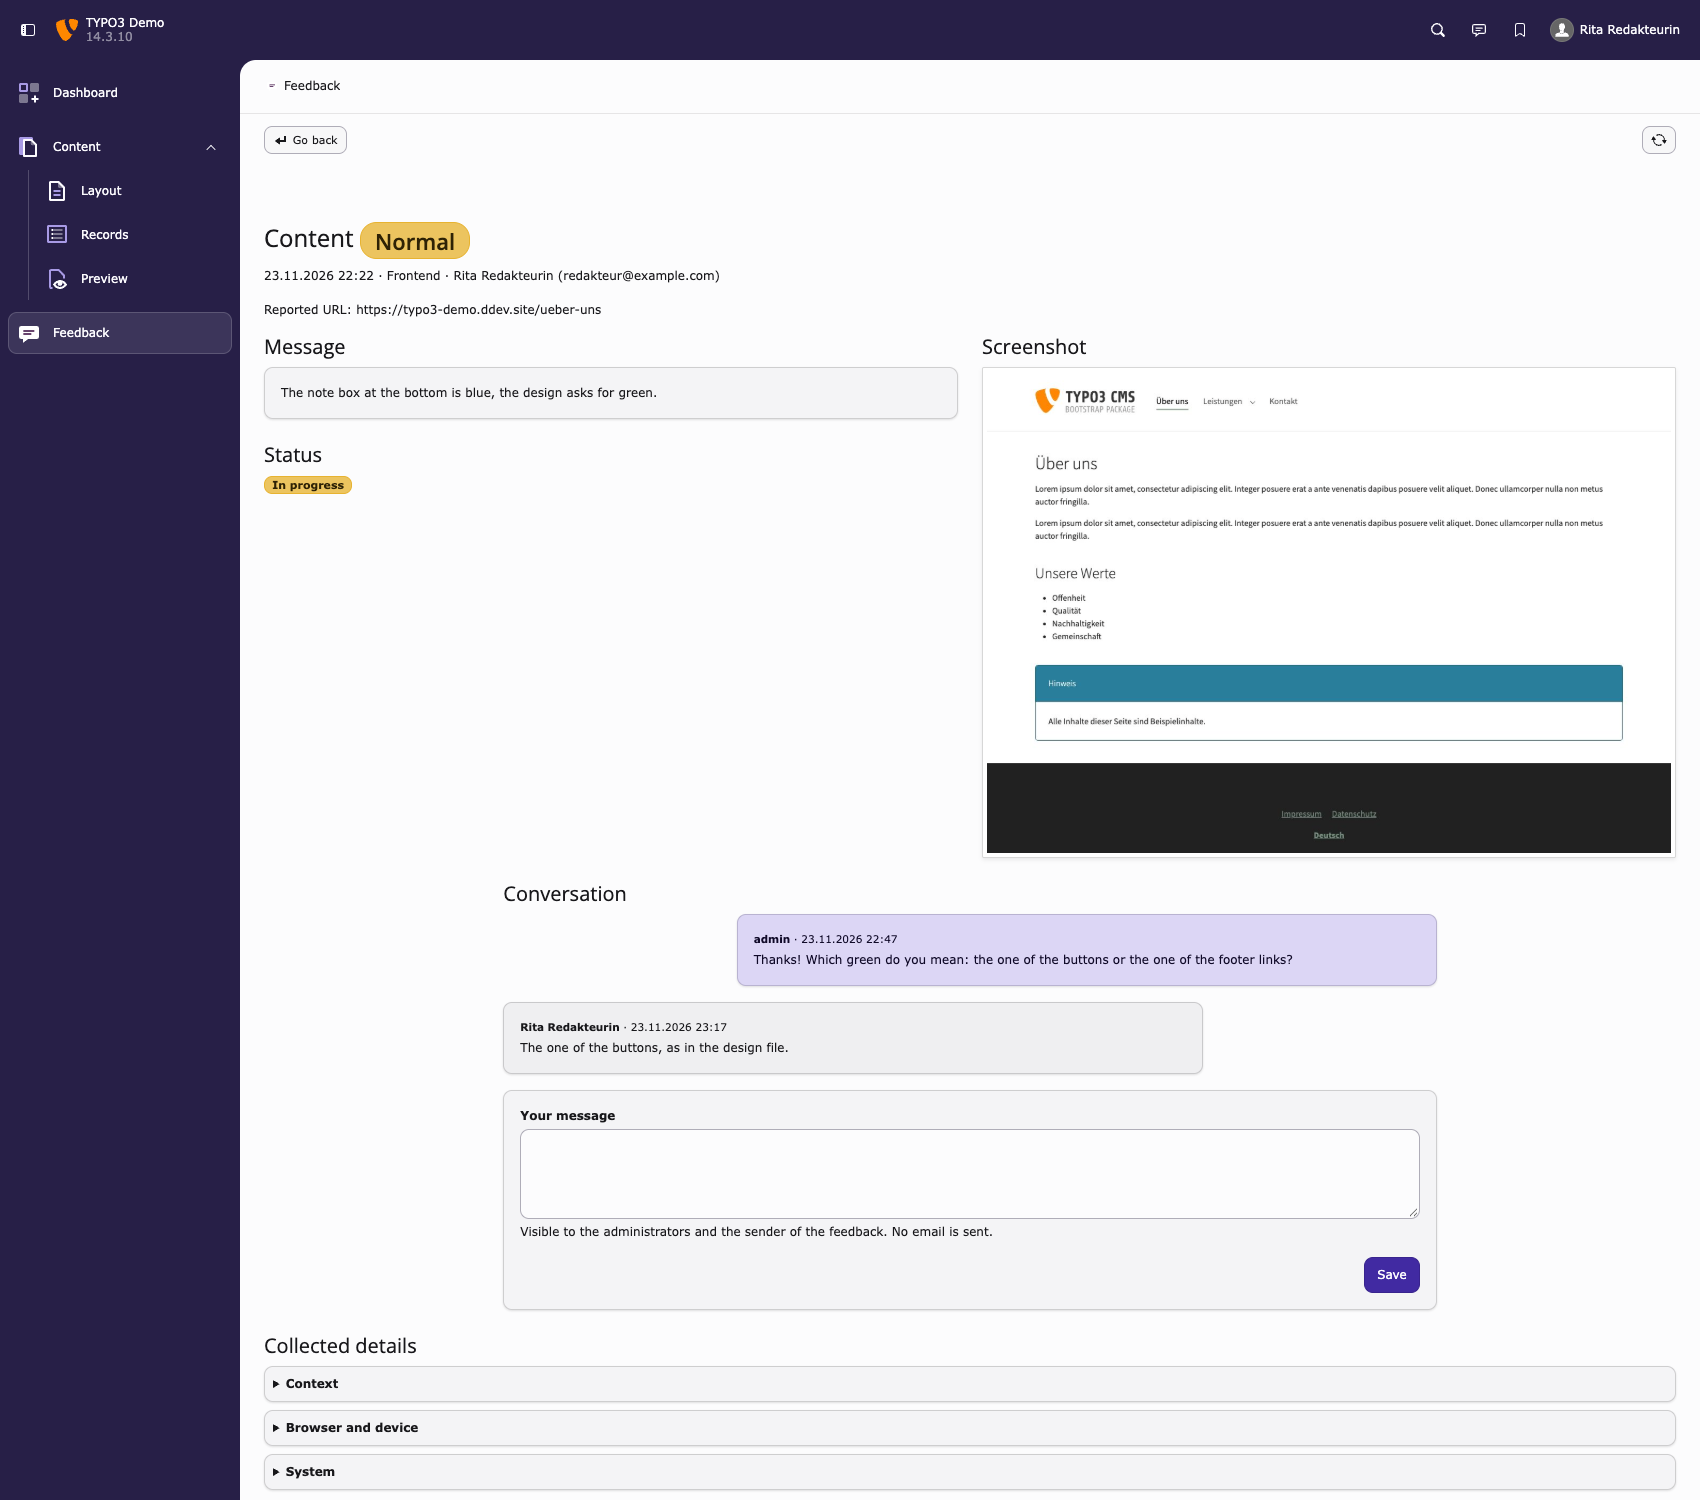 TYPO3 Demo
14.3.10
Rita Redakteurin
Dashboard
Content
Layout
Records
Preview
Feedback
Feedback
Go back
Content Normal
23.11.2026 22:22 · Frontend · Rita Redakteurin (redakteur@example.com)
Reported URL: https://typo3-demo.ddev.site/ueber-uns
Message
The note box at the bottom is blue, the design asks for green.
Status
In progress
Screenshot
TYPO3 CMS
BOOTSTRAP PACKAGE
Über uns
Leistungen
Kontakt
Über uns
Lorem ipsum dolor sit amet, consectetur adipiscing elit. Integer posuere erat a ante venenatis dapibus posuere velit aliquet. Donec ullamcorper nulla non metus
auctor fringilla.
Lorem ipsum dolor sit amet, consectetur adipiscing elit. Integer posuere erat a ante venenatis dapibus posuere velit aliquet. Donec ullamcorper nulla non metus
auctor fringilla.
Unsere Werte
Offenheit
Qualität
Nachhaltigkeit
Gemeinschaft
Hinweis
Alle Inhalte dieser Seite sind Beispielinhalte.
Impressum Datenschutz
Deutsch
Conversation
admin · 23.11.2026 22:47
Thanks! Which green do you mean: the one of the buttons or the one of the footer links?
Rita Redakteurin · 23.11.2026 23:17
The one of the buttons, as in the design file.
Your message
Visible to the administrators and the sender of the feedback. No email is sent.
Save
Collected details
Context
Browser and device
System